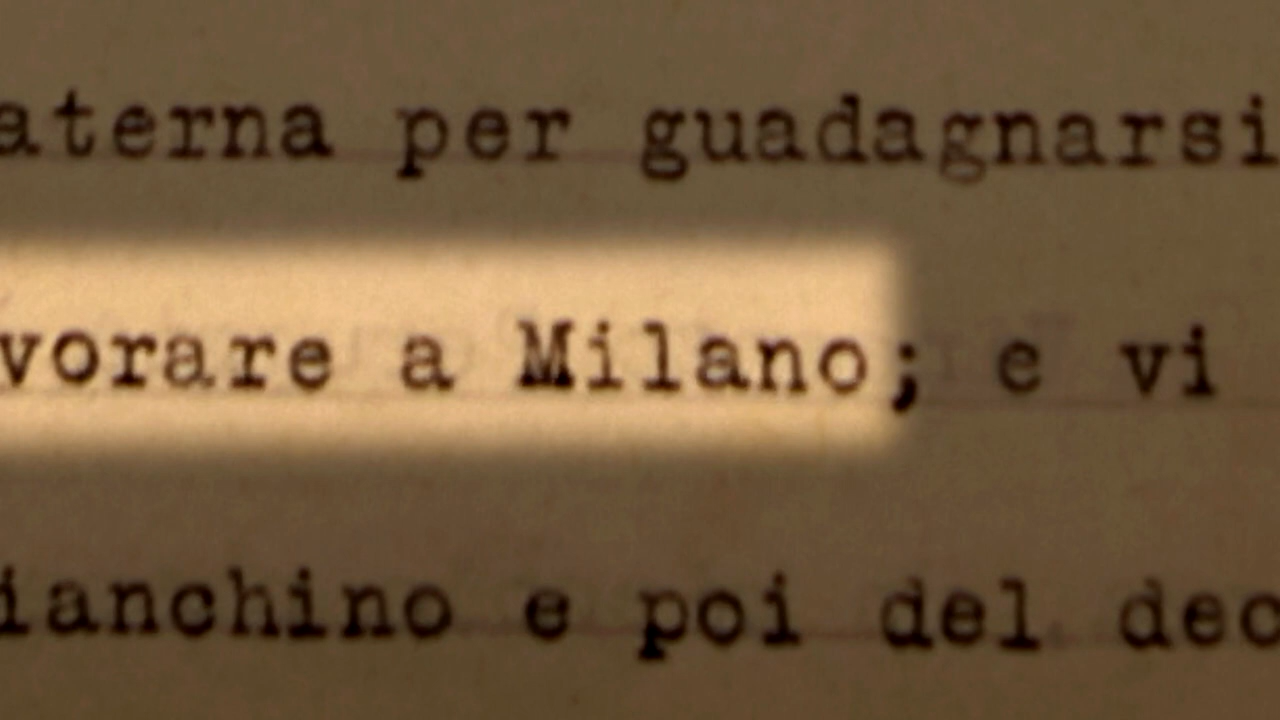 aterna per guadagnarsi
vorare a Milano; e vi
ianchino e poi del dec